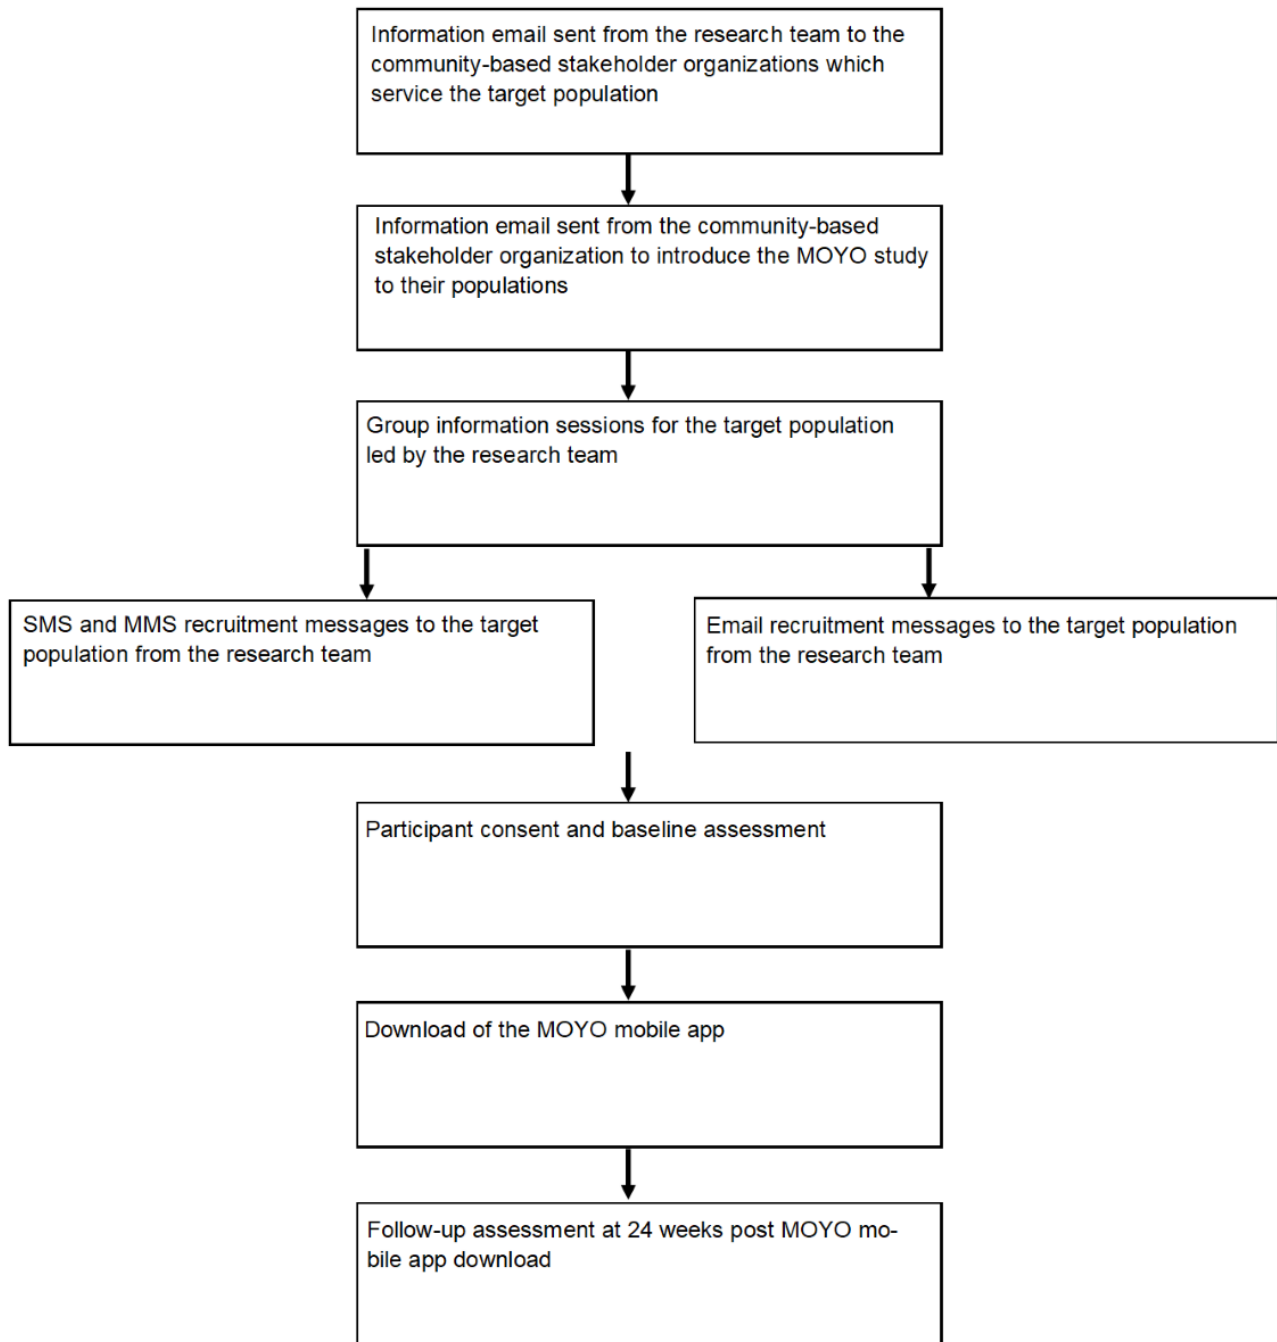 Information email sent from the research team to the
community-based stakeholder organizations which
service the target population
Information email sent from the community-based
stakeholder organization to introduce the MOYO study
to their populations
Group information sessions for the target population
led by the research team
SMS and MMS recruitment messages to the target
population from the research team
Email recruitment messages to the target population
from the research team
Participant consent and baseline assessment
Download of the MOYO mobile app
Follow-up assessment at 24 weeks post MOYO mo-
bile app download